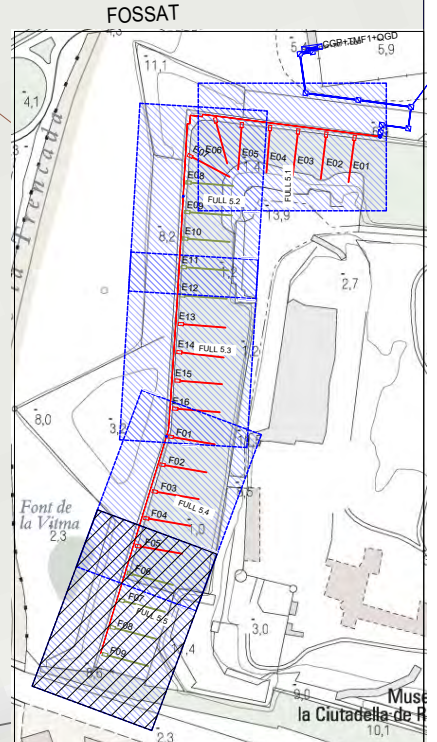 FOSSAT
11,1
5,
CGP+TMF1+QGD
5,9
4,1
Trencada
E07
E06
E05
E04
E03
E02
E01
E08
FULL 5.1
FULL 5.2
13,9
E09
8,2
E10
E11
2,7
E12
E13
E14
FULL 5.3
E15
E16
8,0
F01
F02
F03
FULL 5.4
Font de
la Vitma
F04
2,3
F05
F06
F07
FULL 5.5
3,0
F08
F09
9,0
Muse
la Ciutadella de R
10,1
2,3